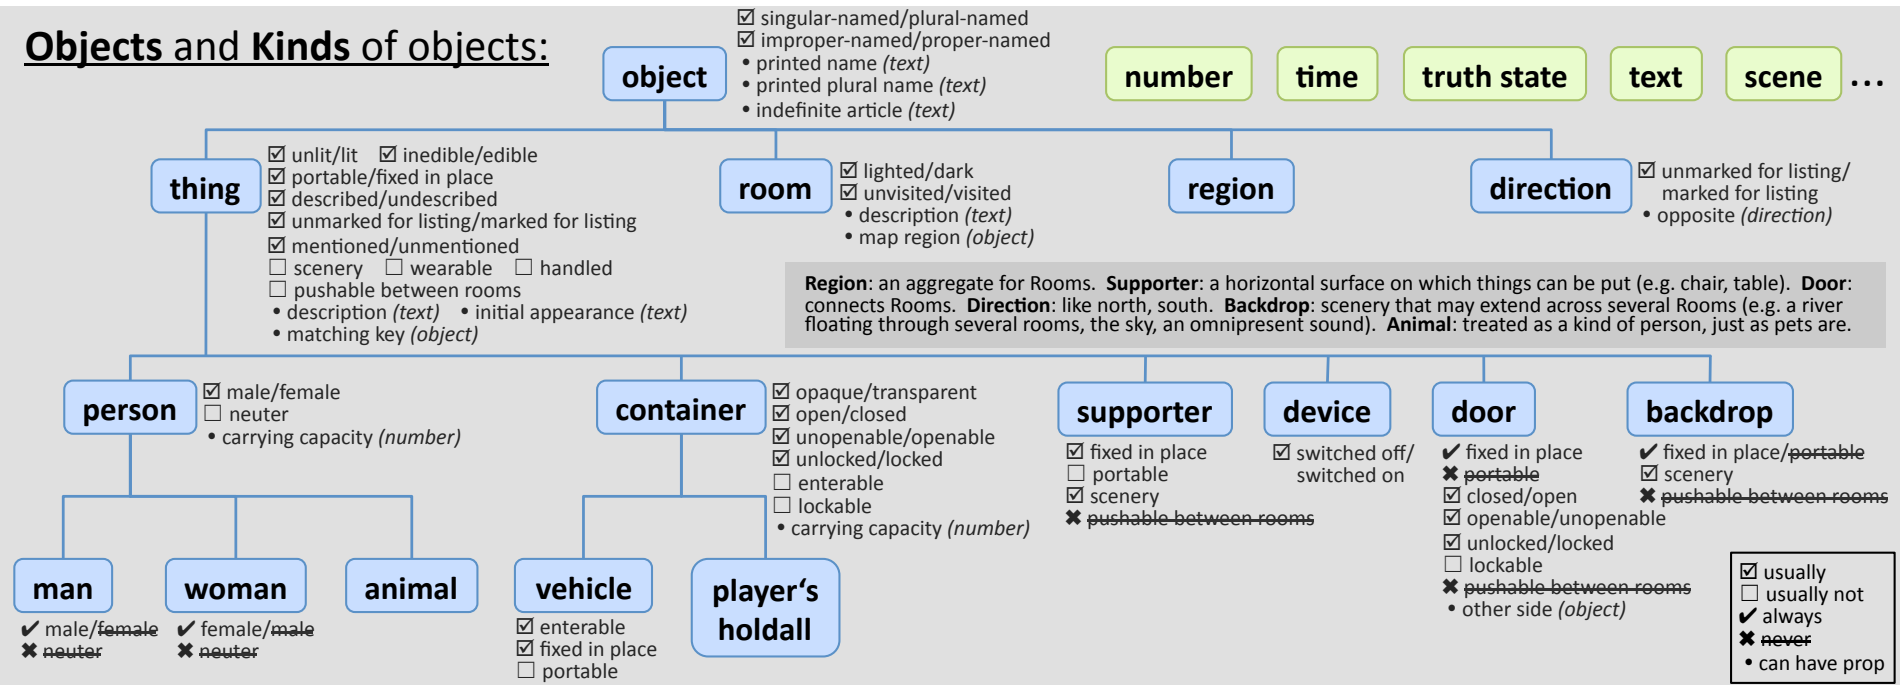 Objects and Kinds of objects:
object
☑ singular-named/plural-named
☑ improper-named/proper-named
• printed name (text)
• printed plural name (text)
• indefinite article (text)
number
time
truth state
text
scene
...
thing
☑ unlit/lit ☑ inedible/edible
☑ portable/fixed in place
☑ described/undescribed
☑ unmarked for listing/marked for listing
☑ mentioned/unmentioned
☐ scenery ☐ wearable ☐ handled
☐ pushable between rooms
• description (text) • initial appearance (text)
• matching key (object)
room
☑ lighted/dark
☑ unvisited/visited
• description (text)
• map region (object)
region
direction
☑ unmarked for listing/
marked for listing
• opposite (direction)
Region: an aggregate for Rooms. Supporter: a horizontal surface on which things can be put (e.g. chair, table). Door:
connects Rooms. Direction: like north, south. Backdrop: scenery that may extend across several Rooms (e.g. a river
floating through several rooms, the sky, an omnipresent sound). Animal: treated as a kind of person, just as pets are.
person
☑ male/female
☐ neuter
• carrying capacity (number)
container
☑ opaque/transparent
☑ open/closed
☑ unopenable/openable
☑ unlocked/locked
☐ enterable
☐ lockable
• carrying capacity (number)
supporter
☑ fixed in place
☐ portable
☑ scenery
✖ pushable between rooms
device
☑ switched off/
switched on
door
✔ fixed in place
✖ portable
☑ closed/open
☑ openable/unopenable
☑ unlocked/locked
☐ lockable
✖ pushable between rooms
• other side (object)
backdrop
✔ fixed in place/portable
☑ scenery
✖ pushable between rooms
man
✔ male/female
✖ neuter
woman
✔ female/male
✖ neuter
animal
vehicle
☑ enterable
☑ fixed in place
☐ portable
player‘s
holdall
☑ usually
☐ usually not
✔ always
✖ never
• can have prop